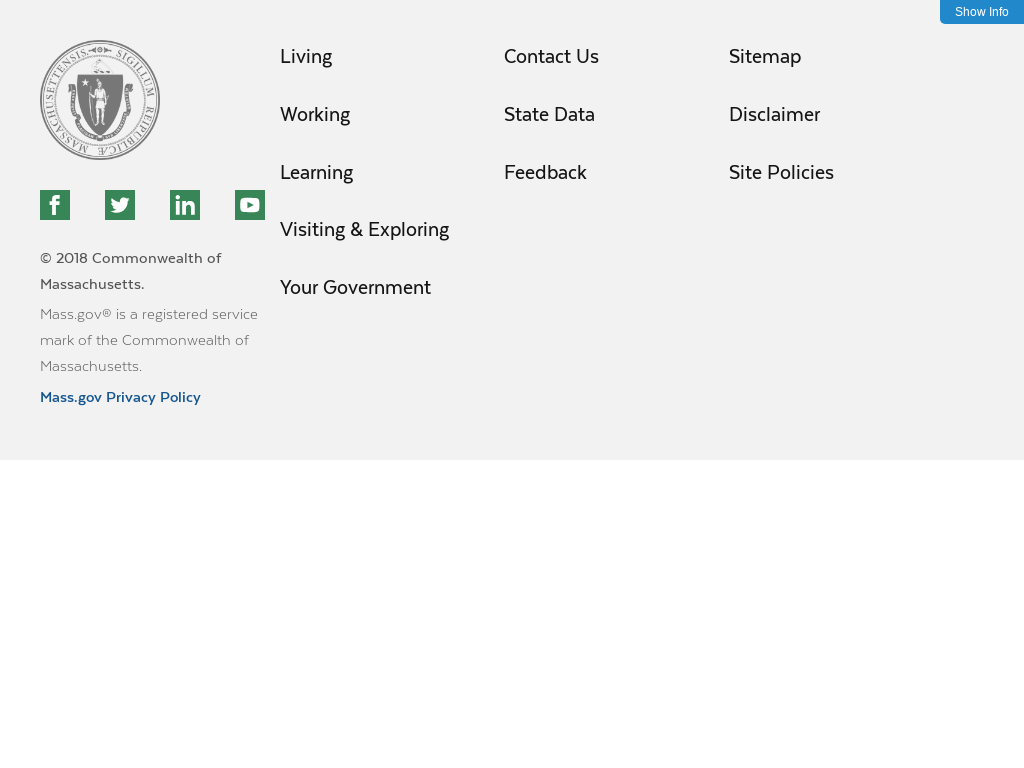 Show Info
SIGILLUM REIPUBLICÆ MASSACHUSETTENSIS.
© 2018 Commonwealth of
Massachusetts.
Mass.gov® is a registered service
mark of the Commonwealth of
Massachusetts.
Mass.gov Privacy Policy
Living
Working
Learning
Visiting & Exploring
Your Government
Contact Us
State Data
Feedback
Sitemap
Disclaimer
Site Policies